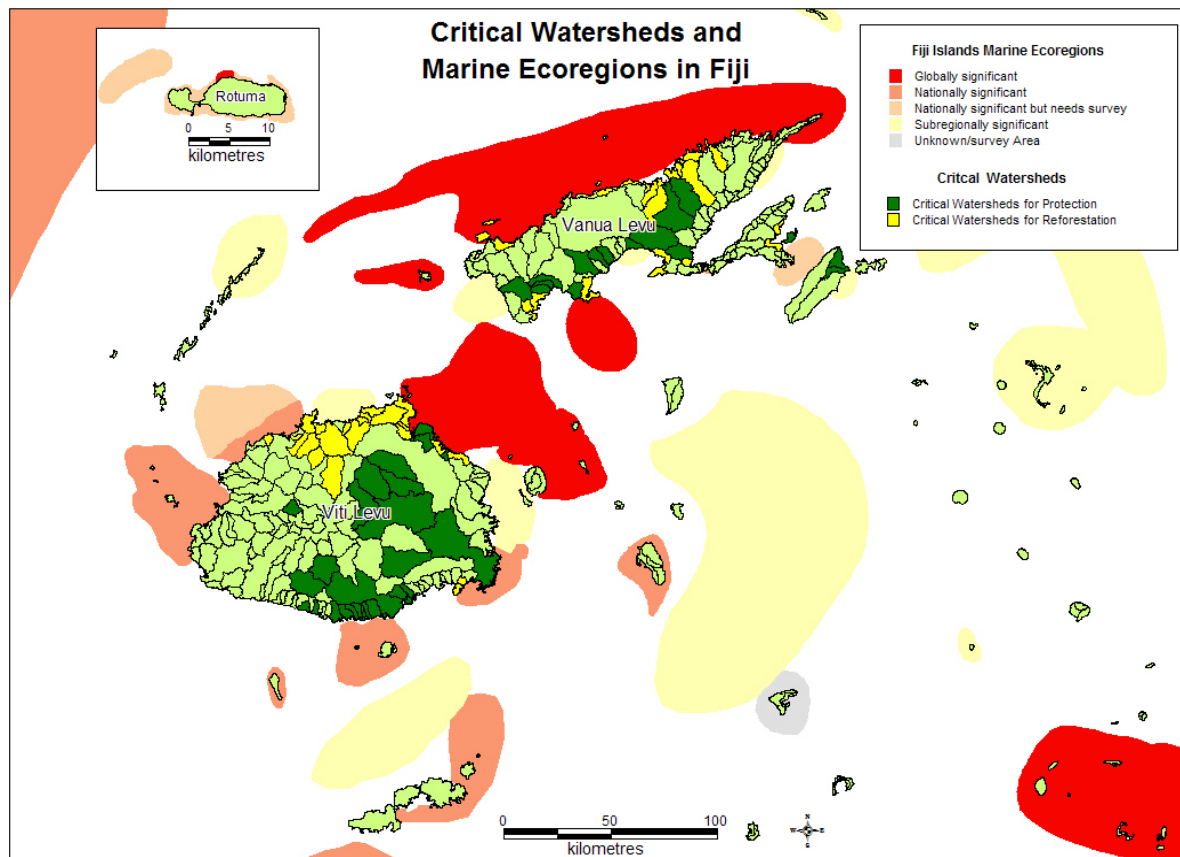 Critical Watersheds and
Marine Ecoregions in Fiji
Rotuma
0 5 10
kilometres
Fiji Islands Marine Ecoregions
Globally significant
Nationally significant
Nationally significant but needs survey
Subregionally significant
Unknown/survey Area
Critcal Watersheds
Critical Watersheds for Protection
Critical Watersheds for Reforestation
Vanua Levu
Viti Levu
0 50 100
kilometres
N
W E
S